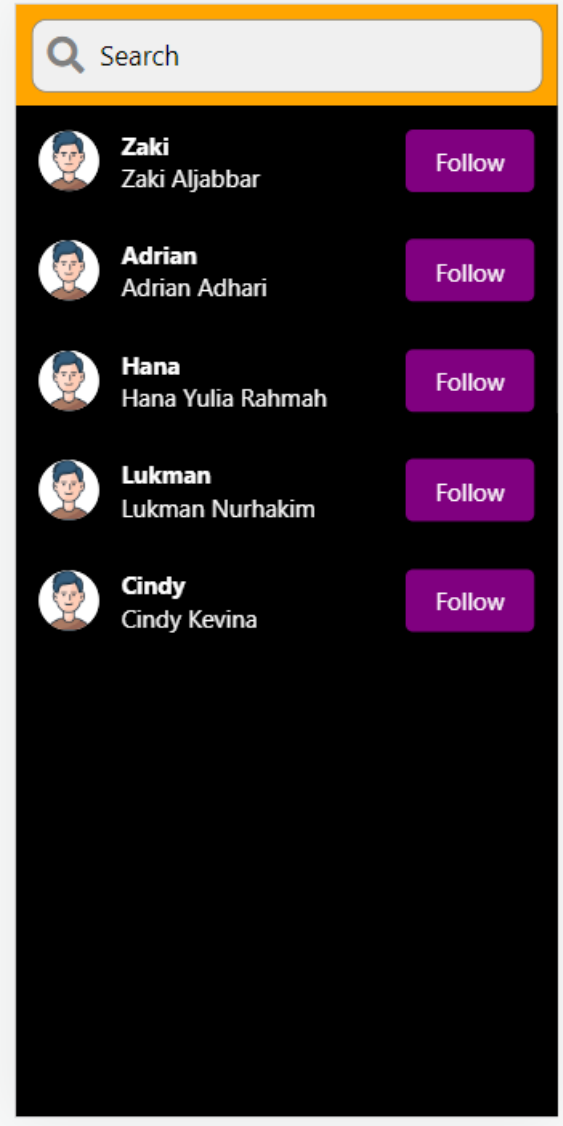 Search
Zaki
Zaki Aljabbar
Follow
Adrian
Adrian Adhari
Follow
Hana
Hana Yulia Rahmah
Follow
Lukman
Lukman Nurhakim
Follow
Cindy
Cindy Kevina
Follow